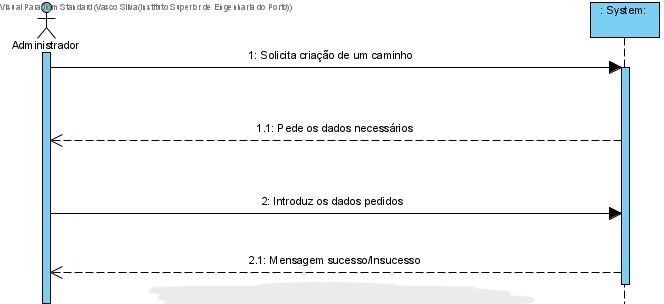 Visual Paradigm Standard (Vasco Silva(Instituto Superior de Engenharia do Porto))
: System:
Administrador
1: Solicita criação de um caminho
1.1: Pede os dados necessários
2: Introduz os dados pedidos
2.1: Mensagem sucesso/Insucesso